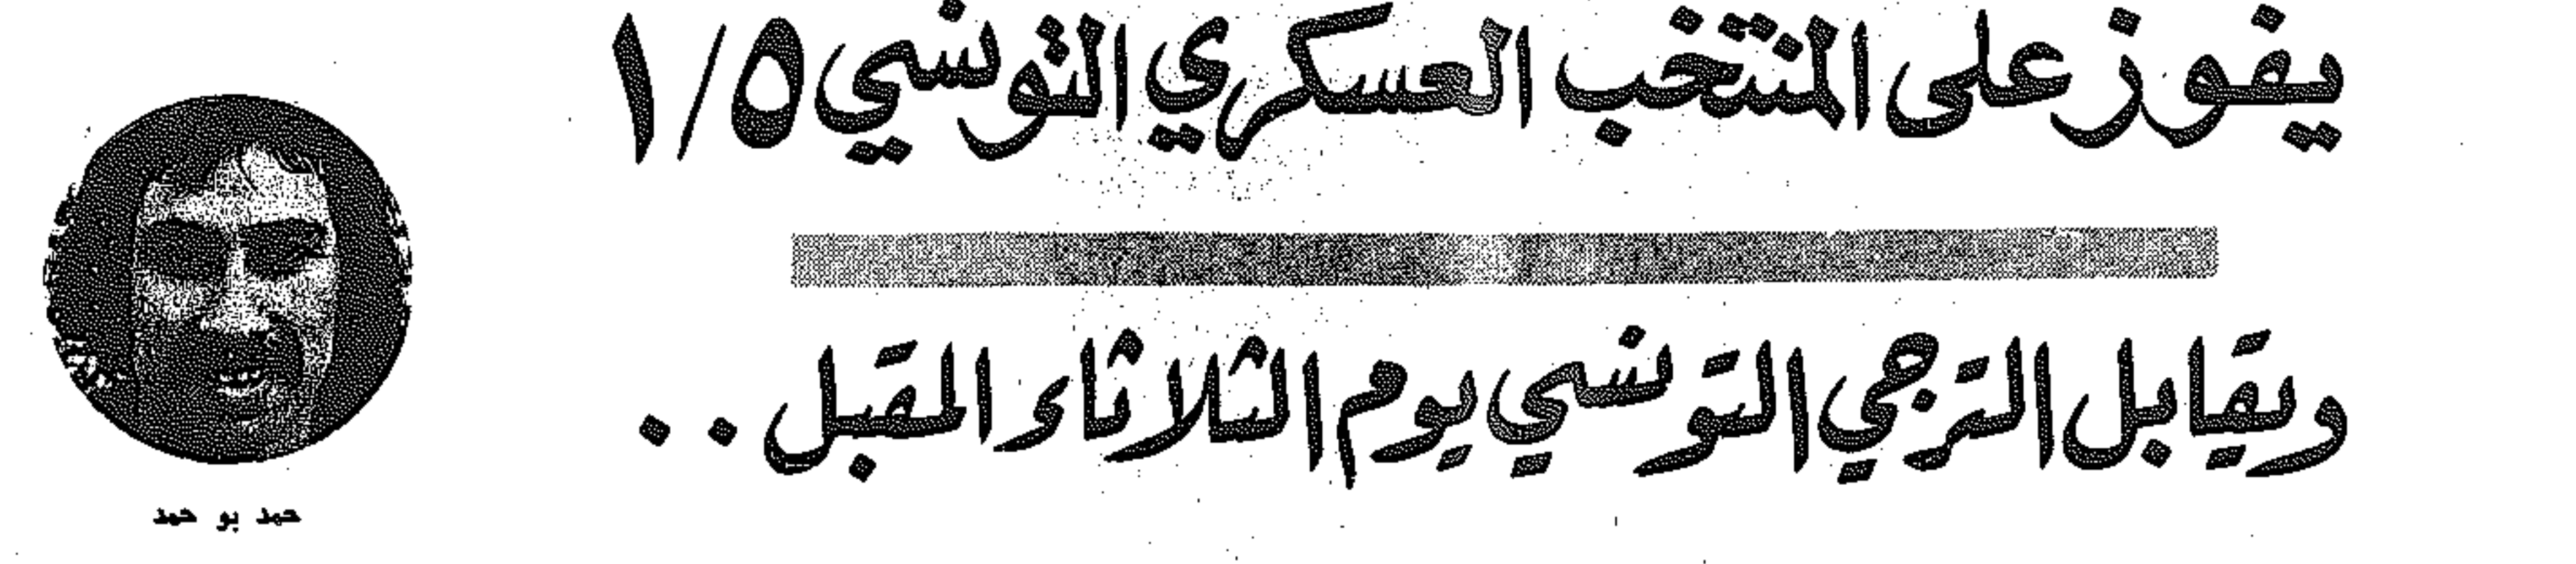 يفوز على المنتخب العسكري التونسي ١/٥
ويقابل الترجي التونسي يوم الثلاثاء المقبل ..
حمد بو حمد